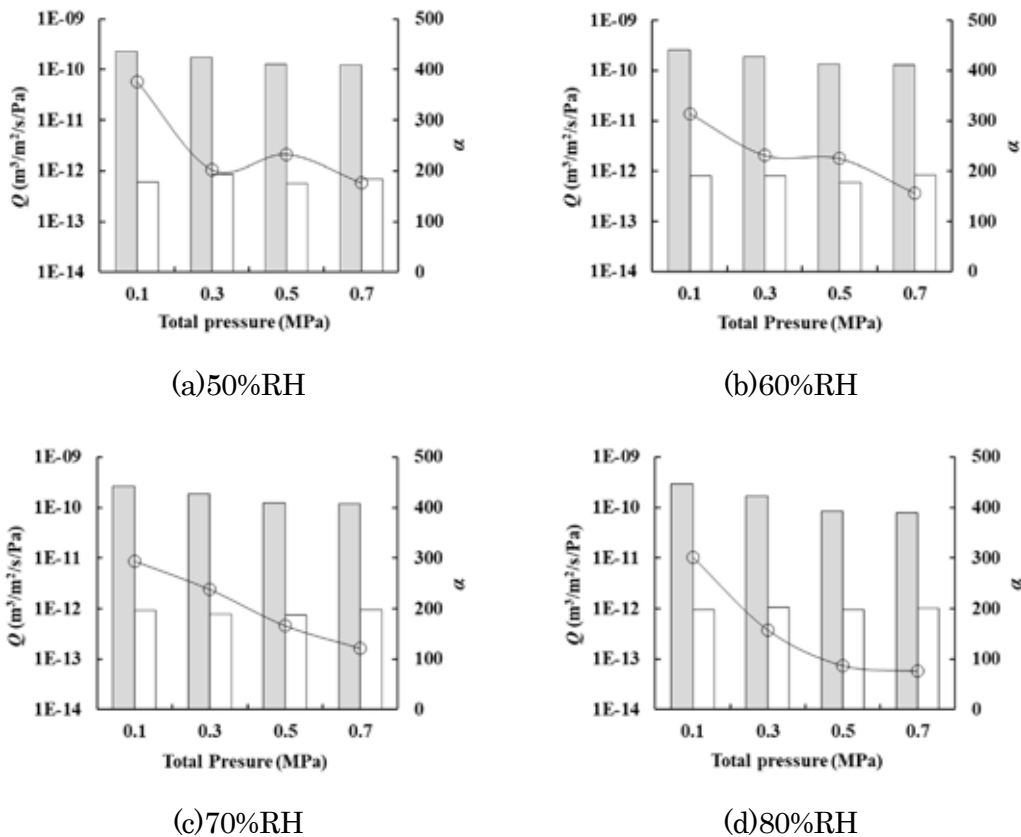 1E-09
1E-10
1E-11
1E-12
1E-13
1E-14
Q (m³/m²/s/Pa)
500
400
300
200
100
0
α
0.1 0.3 0.5 0.7
Total pressure (MPa)
(a)50%RH
1E-09
1E-10
1E-11
1E-12
1E-13
1E-14
Q (m³/m²/s/Pa)
500
400
300
200
100
0
α
0.1 0.3 0.5 0.7
Total Presure (MPa)
(b)60%RH
1E-09
1E-10
1E-11
1E-12
1E-13
1E-14
Q (m³/m²/s/Pa)
500
400
300
200
100
0
α
0.1 0.3 0.5 0.7
Total Presure (MPa)
(c)70%RH
1E-09
1E-10
1E-11
1E-12
1E-13
1E-14
Q (m³/m²/s/Pa)
500
400
300
200
100
0
α
0.1 0.3 0.5 0.7
Total pressure (MPa)
(d)80%RH